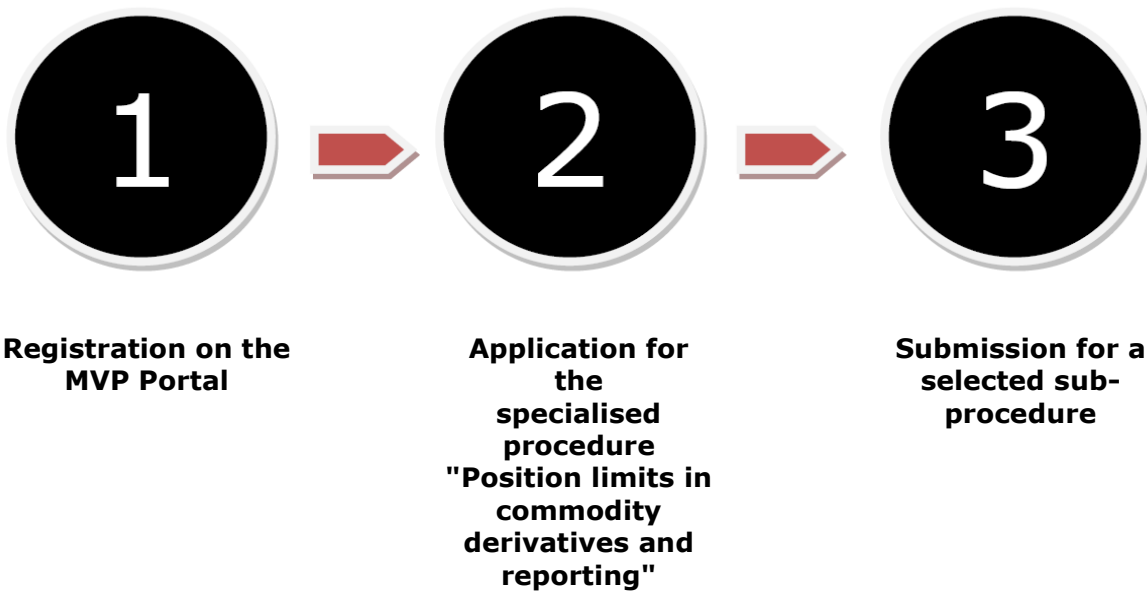 1
2
3
Registration on the
MVP Portal
Application for
the
specialised
procedure
"Position limits in
commodity
derivatives and
reporting"
Submission for a
selected sub-
procedure